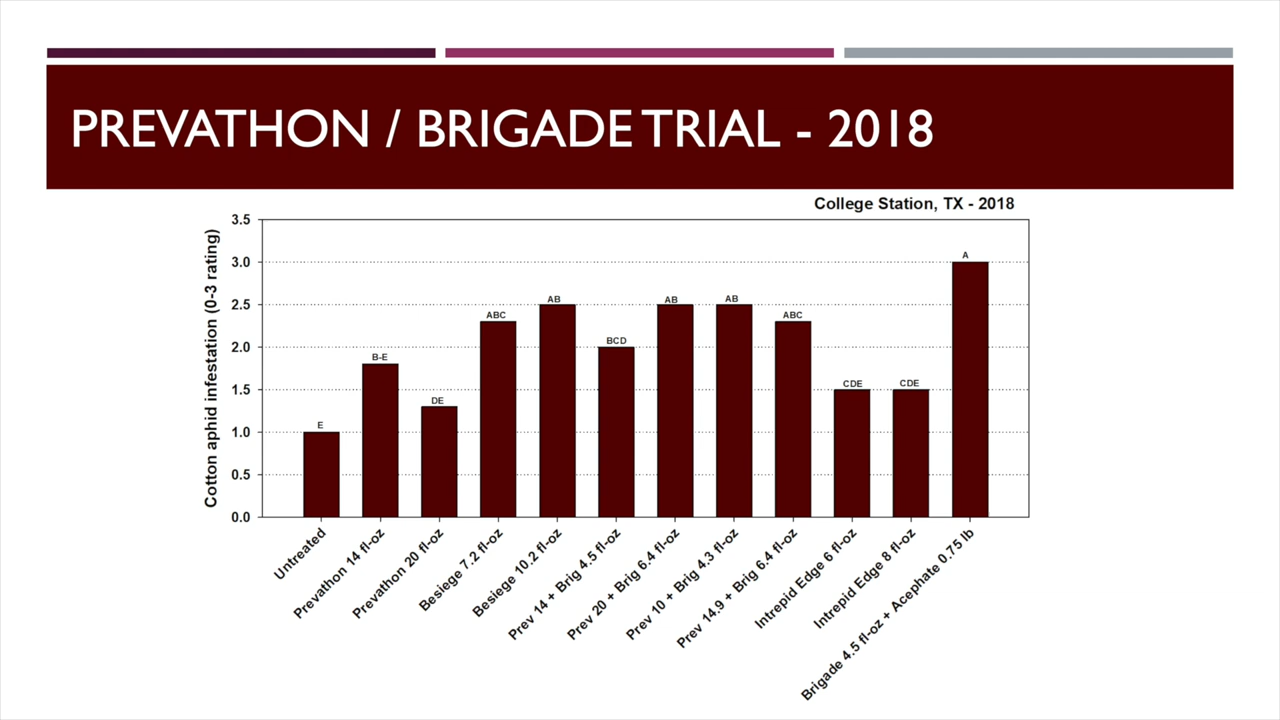 PREVATHON / BRIGADE TRIAL - 2018
College Station, TX - 2018
Cotton aphid infestation (0-3 rating)
3.5
3.0
2.5
2.0
1.5
1.0
0.5
0.0
E
B-E
DE
ABC
AB
BCD
AB
AB
ABC
CDE
CDE
A
Untreated
Prevathon 14 fl-oz
Prevathon 20 fl-oz
Besiege 7.2 fl-oz
Besiege 10.2 fl-oz
Prev 14 + Brig 4.5 fl-oz
Prev 20 + Brig 6.4 fl-oz
Prev 10 + Brig 4.3 fl-oz
Prev 14.9 + Brig 6.4 fl-oz
Intrepid Edge 6 fl-oz
Intrepid Edge 8 fl-oz
Brigade 4.5 fl-oz + Acephate 0.75 lb